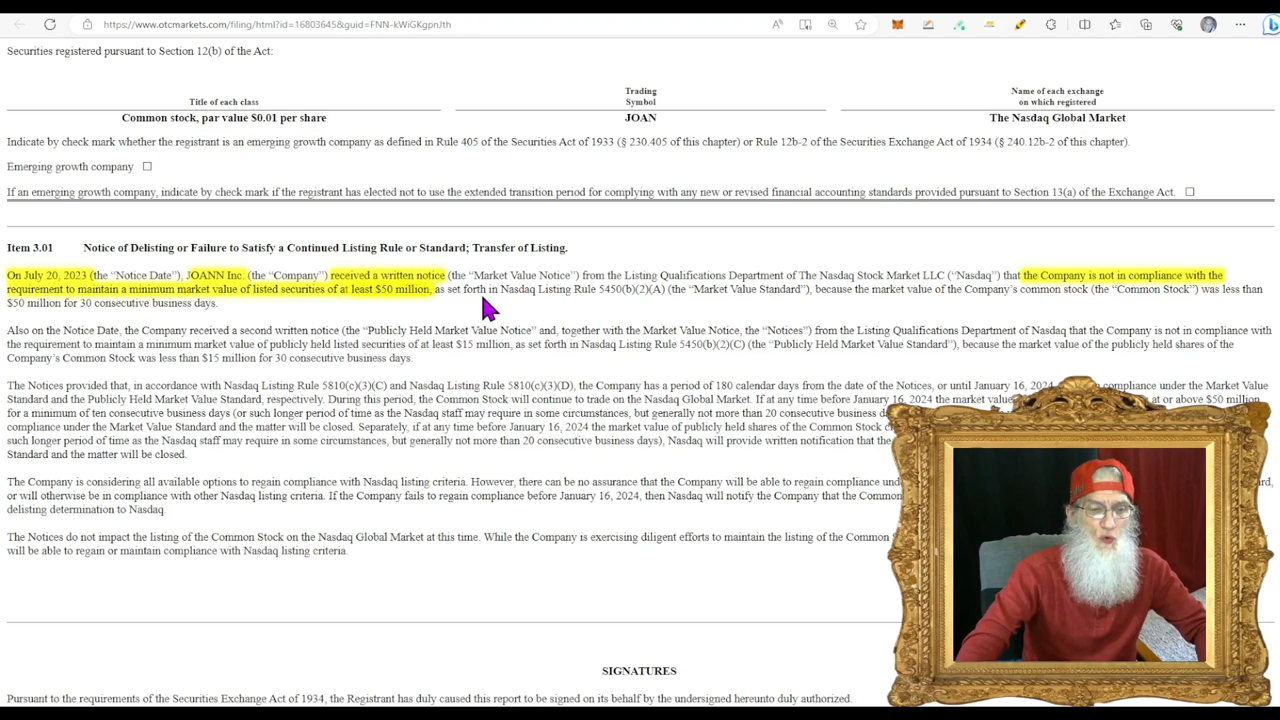 https://www.otcmarkets.com/filing/html?id=16803645&guid=FNN-kWiGKgpnJth
Securities registered pursuant to Section 12(b) of the Act:
Title of each class
Trading
Symbol
Name of each exchange
on which registered
Common stock, par value $0.01 per share
JOAN
The Nasdaq Global Market
Indicate by check mark whether the registrant is an emerging growth company as defined in Rule 405 of the Securities Act of 1933 (§ 230.405 of this chapter) or Rule 12b-2 of the Securities Exchange Act of 1934 (§ 240.12b-2 of this chapter).
Emerging growth company ☐
If an emerging growth company, indicate by check mark if the registrant has elected not to use the extended transition period for complying with any new or revised financial accounting standards provided pursuant to Section 13(a) of the Exchange Act. ☐
Item 3.01 Notice of Delisting or Failure to Satisfy a Continued Listing Rule or Standard; Transfer of Listing.
On July 20, 2023 (the “Notice Date”), JOANN Inc. (the “Company”) received a written notice (the “Market Value Notice”) from the Listing Qualifications Department of The Nasdaq Stock Market LLC (“Nasdaq”) that the Company is not in compliance with the
requirement to maintain a minimum market value of listed securities of at least $50 million, as set forth in Nasdaq Listing Rule 5450(b)(2)(A) (the “Market Value Standard”), because the market value of the Company’s common stock (the “Common Stock”) was less than
$50 million for 30 consecutive business days.
Also on the Notice Date, the Company received a second written notice (the “Publicly Held Market Value Notice” and, together with the Market Value Notice, the “Notices”) from the Listing Qualifications Department of Nasdaq that the Company is not in compliance with
the requirement to maintain a minimum market value of publicly held listed securities of at least $15 million, as set forth in Nasdaq Listing Rule 5450(b)(2)(C) (the “Publicly Held Market Value Standard”), because the market value of the publicly held shares of the
Company’s Common Stock was less than $15 million for 30 consecutive business days.
The Notices provided that, in accordance with Nasdaq Listing Rule 5810(c)(3)(C) and Nasdaq Listing Rule 5810(c)(3)(D), the Company has a period of 180 calendar days from the date of the Notices, or until January 16, 2024, compliance under the Market Value
Standard and the Publicly Held Market Value Standard, respectively. During this period, the Common Stock will continue to trade on the Nasdaq Global Market. If at any time before January 16, 2024 the market value at or above $50 million
for a minimum of ten consecutive business days (or such longer period of time as the Nasdaq staff may require in some circumstances, but generally not more than 20 consecutive business
compliance under the Market Value Standard and the matter will be closed. Separately, if at any time before January 16, 2024 the market value of publicly held shares of the Common Stock
such longer period of time as the Nasdaq staff may require in some circumstances, but generally not more than 20 consecutive business days), Nasdaq will provide written notification that the
Standard and the matter will be closed.
The Company is considering all available options to regain compliance with Nasdaq listing criteria. However, there can be no assurance that the Company will be able to regain compliance
or will otherwise be in compliance with other Nasdaq listing criteria. If the Company fails to regain compliance before January 16, 2024, then Nasdaq will notify the Company that the Common
delisting determination to Nasdaq.
The Notices do not impact the listing of the Common Stock on the Nasdaq Global Market at this time. While the Company is exercising diligent efforts to maintain the listing of the Common
will be able to regain or maintain compliance with Nasdaq listing criteria.
SIGNATURES
Pursuant to the requirements of the Securities Exchange Act of 1934, the Registrant has duly caused this report to be signed on its behalf by the undersigned hereunto duly authorized.